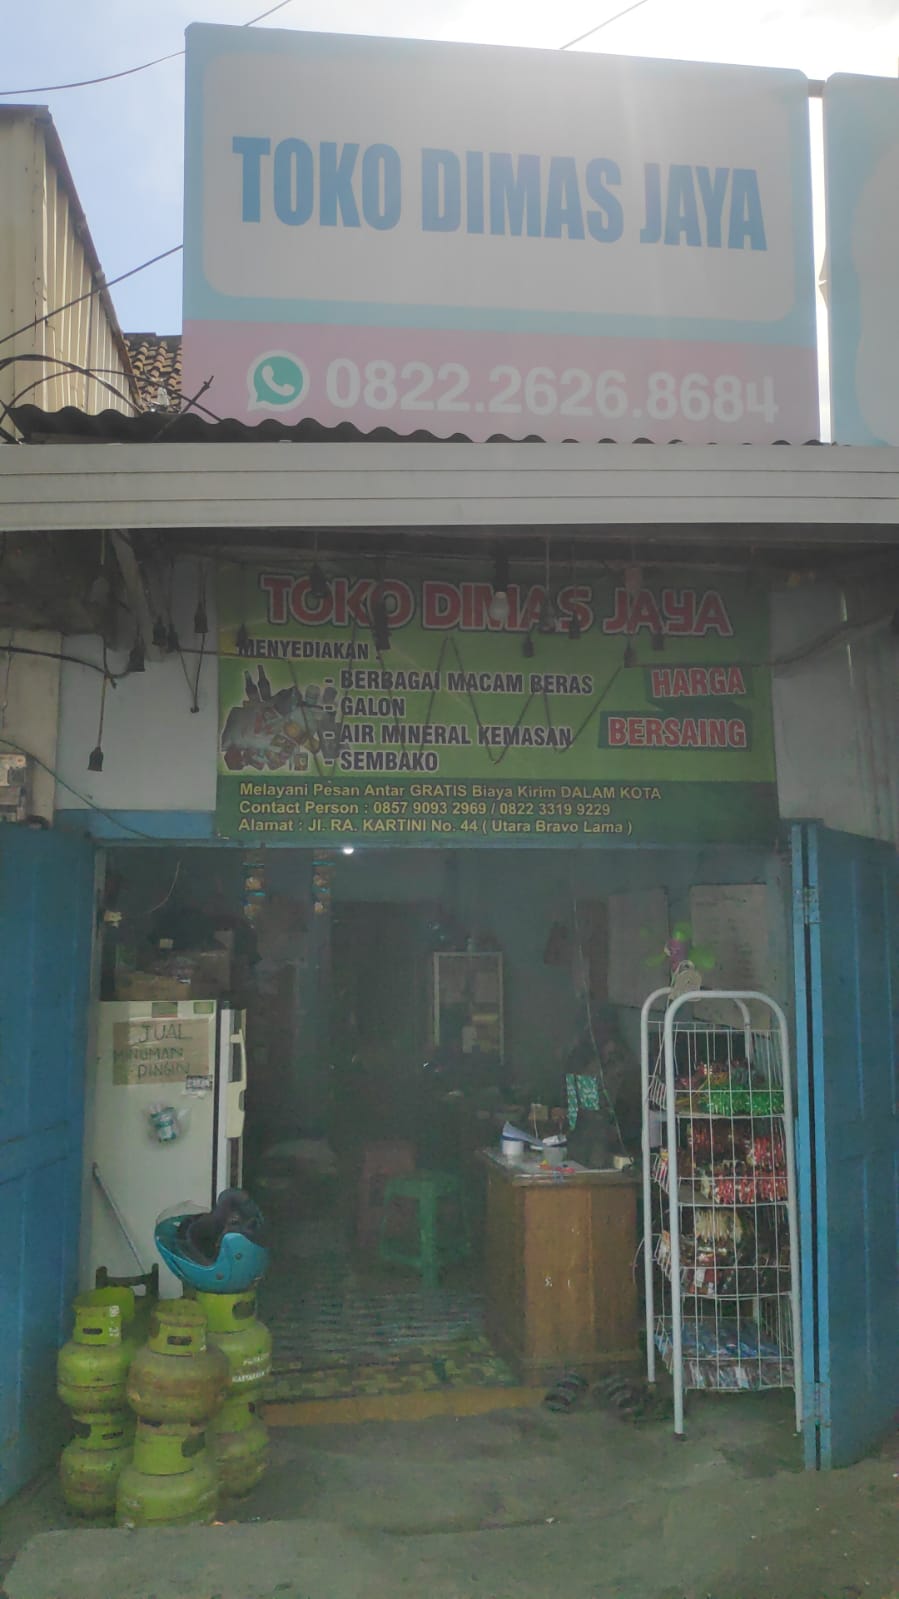 TOKO DIMAS JAYA
0822.2626.8684
TOKO DIMAS JAYA
MENYEDIAKAN :
- BERBAGAI MACAM BERAS
- GALON
- AIR MINERAL KEMASAN
- SEMBAKO
HARGA
BERSAING
Melayani Pesan Antar GRATIS Biaya Kirim DALAM KOTA
Contact Person : 0857 9093 2969 / 0822 3319 9229
Alamat : Jl. RA. KARTINI No. 44 ( Utara Bravo Lama )
JUAL
MINUMAN
DINGIN